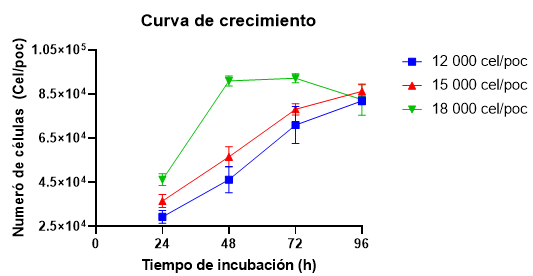 Curva de crecimiento
Numeró de células (Cel/poc)
1.05×10⁵
8.5×10⁴
6.5×10⁴
4.5×10⁴
2.5×10⁴
0 24 48 72 96
Tiempo de incubación (h)
12 000 cel/poc
15 000 cel/poc
18 000 cel/poc